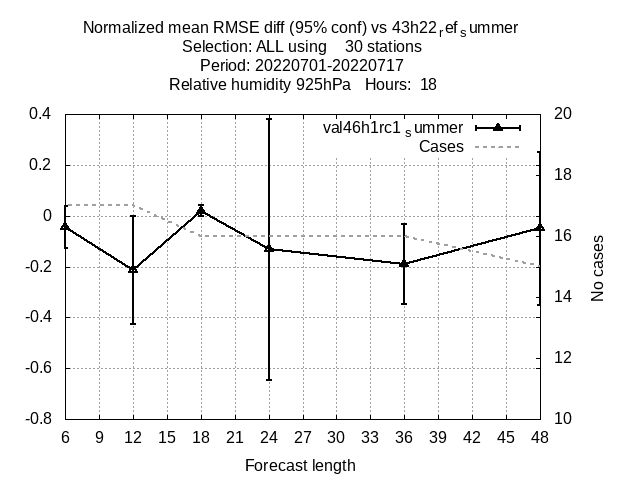 Normalized mean RMSE diff (95% conf) vs 43h22ref_summer
Selection: ALL using 30 stations
Period: 20220701-20220717
Relative humidity 925hPa Hours: 18
val46h1rc1summer
Cases
0.4
0.2
0
-0.2
-0.4
-0.6
-0.8
20
18
16
14
12
10
No cases
6 9 12 15 18 21 24 27 30 33 36 39 42 45 48
Forecast length